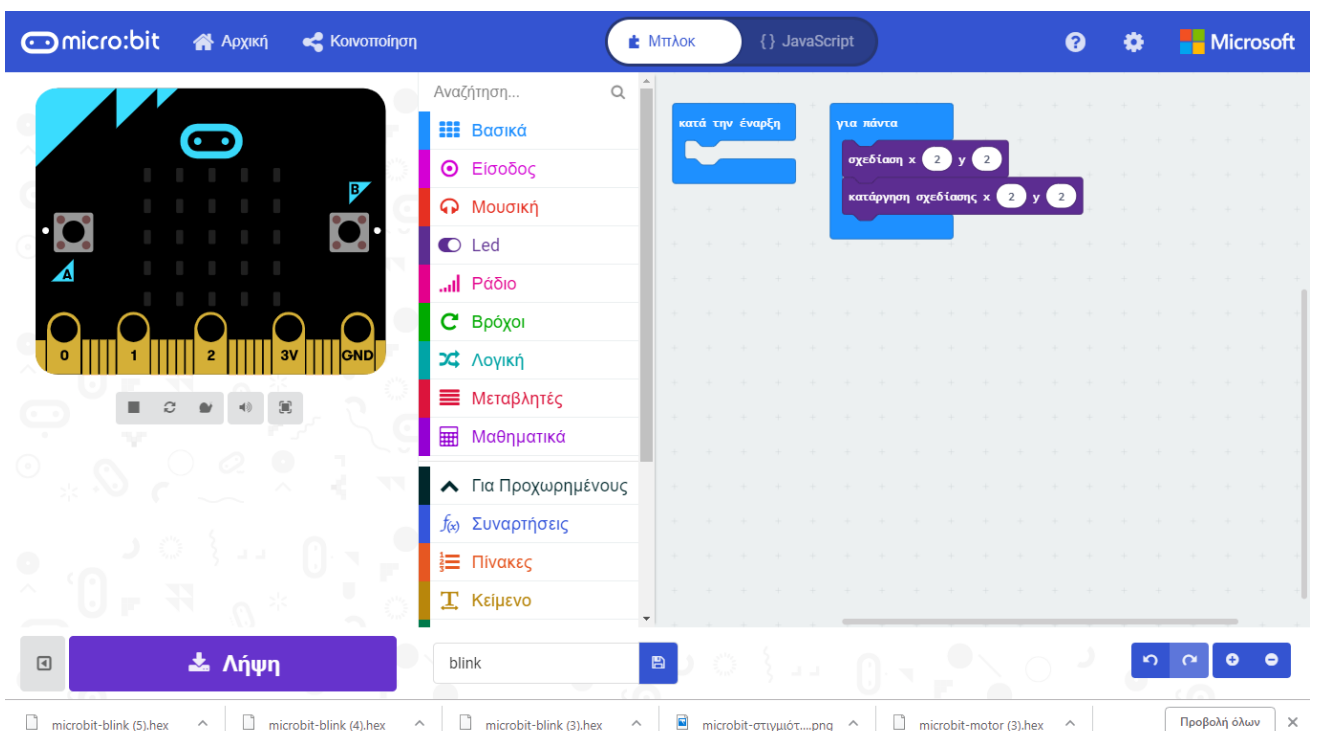 micro:bit
Αρχική
Κοινοποίηση
Μπλοκ
{} JavaScript
?
Microsoft
Αναζήτηση...
Βασικά
Είσοδος
Μουσική
Led
Ράδιο
Βρόχοι
Λογική
Μεταβλητές
Μαθηματικά
Για Προχωρημένους
f(x) Συναρτήσεις
Πίνακες
Κείμενο
B
A
0 1 2 3V GND
κατά την έναρξη
για πάντα
σχεδίαση x 2 y 2
κατάργηση σχεδίασης x 2 y 2
Λήψη
blink
microbit-blink (5).hex
microbit-blink (4).hex
microbit-blink (3).hex
microbit-στιγμιότ....png
microbit-motor (3).hex
Προβολή όλων